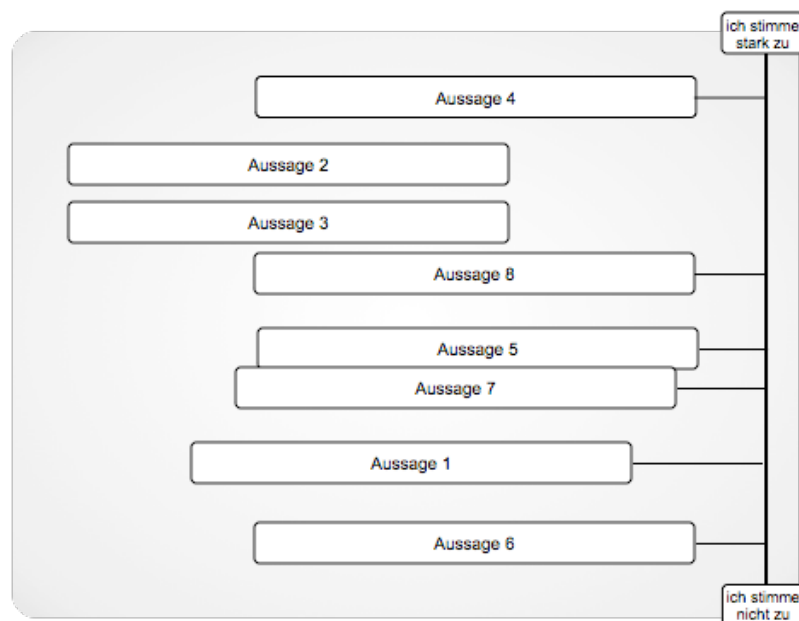 ich stimme
stark zu
Aussage 4
Aussage 2
Aussage 3
Aussage 8
Aussage 5
Aussage 7
Aussage 1
Aussage 6
ich stimme
nicht zu